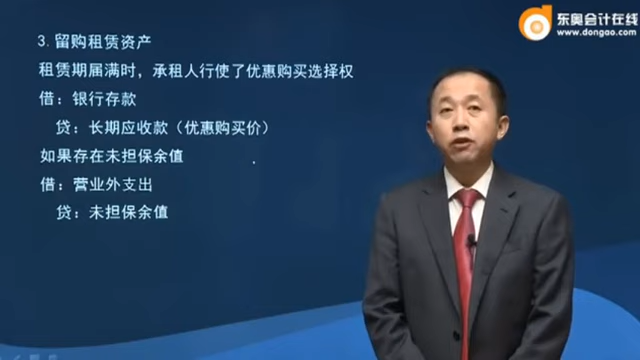 东奥会计在线
www.dongao.com
3.留购租赁资产
租赁期届满时，承租人行使了优惠购买选择权
借：银行存款
贷：长期应收款（优惠购买价）
如果存在未担保余值
借：营业外支出
贷：未担保余值